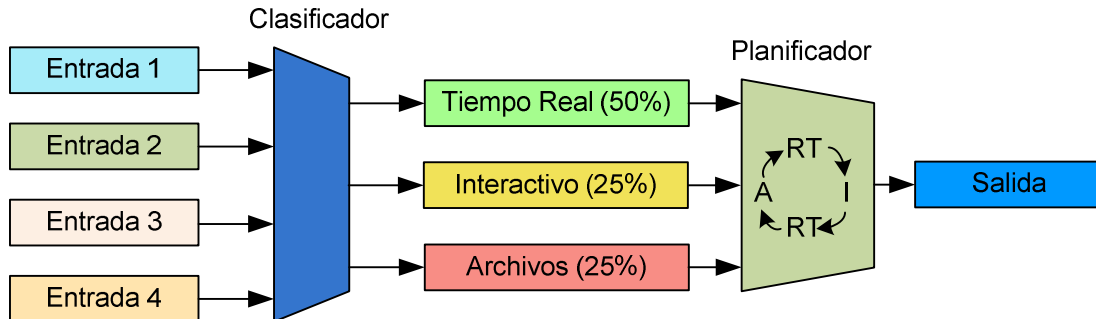 Clasificador
Planificador
Entrada 1
Entrada 2
Entrada 3
Entrada 4
Tiempo Real (50%)
Interactivo (25%)
Archivos (25%)
RT
A
I
RT
Salida